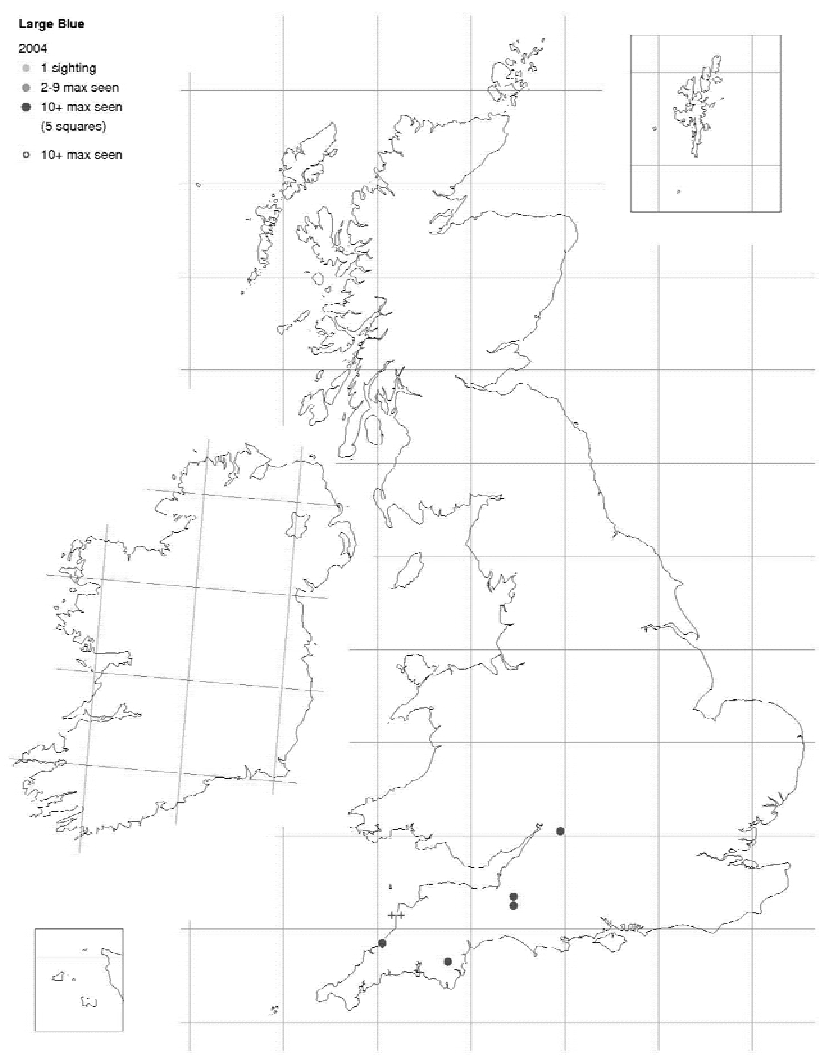 Large Blue
2004
1 sighting
2-9 max seen
10+ max seen
(5 squares)
10+ max seen